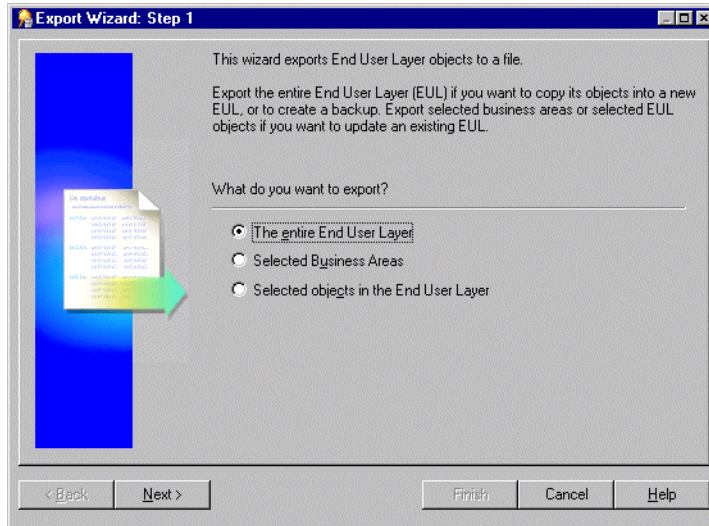 Export Wizard: Step 1
This wizard exports End User Layer objects to a file.
Export the entire End User Layer (EUL) if you want to copy its objects into a new
EUL, or to create a backup. Export selected business areas or selected EUL
objects if you want to update an existing EUL.
What do you want to export?
The entire End User Layer
Selected Business Areas
Selected objects in the End User Layer
< Back
Next >
Finish
Cancel
Help